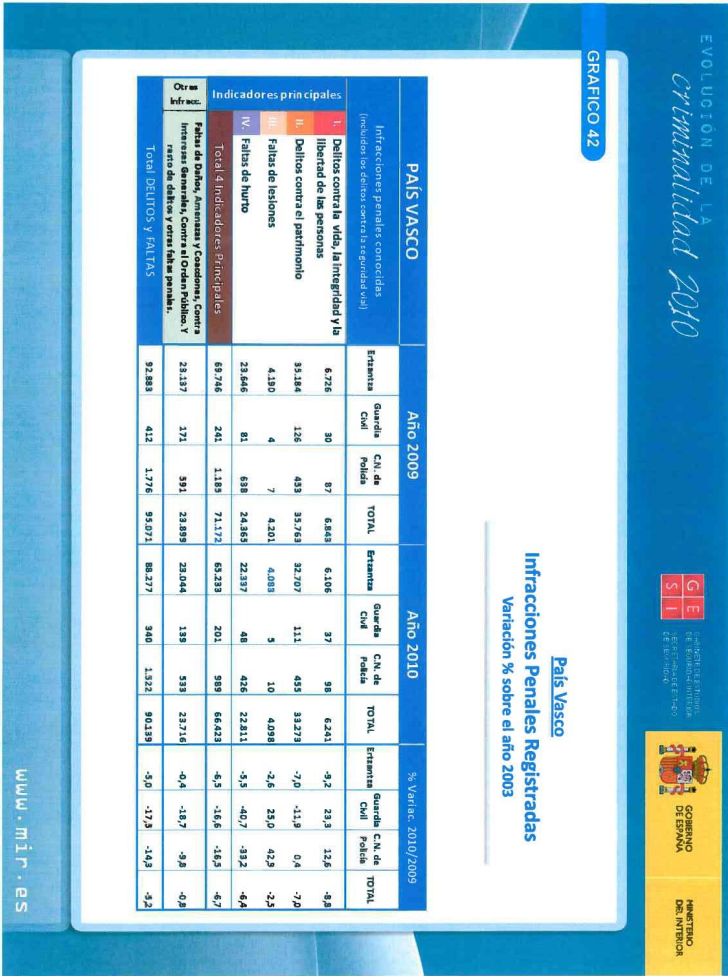 EVOLUCIÓN DE LA
criminalidad 2010
G E
S I
GABINETE DE ESTUDIOS
DE SEGURIDAD INTERIOR
SECRETARÍA DE ESTADO
DE SEGURIDAD
GOBIERNO
DE ESPAÑA
MINISTERIO
DEL INTERIOR
GRAFICO 42
País Vasco
Infracciones Penales Registradas
Variación % sobre el año 2003
PAÍS VASCO Año 2009 Año 2010 % Variac. 2010/2009
Infracciones penales conocidas
(incluidos los delitos contra la seguridad vial)
Ertzantza Guardia Civil C.N. de Policía TOTAL Ertzantza Guardia Civil C.N. de Policía TOTAL Ertzantza Guardia Civil C.N. de Policía TOTAL
Indicadores principales
I. Delitos contra la vida, la integridad y la
libertad de las personas 6.726 30 87 6.843 6.106 37 98 6.241 -9,2 23,3 12,6 -8,8
II. Delitos contra el patrimonio 35.184 126 453 35.763 32.707 111 455 33.273 -7,0 -11,9 0,4 -7,0
III. Faltas de lesiones 4.190 4 7 4.201 4.083 5 10 4.098 -2,6 25,0 42,9 -2,5
IV. Faltas de hurto 23.646 81 638 24.365 22.337 48 426 22.811 -5,5 -40,7 -33,2 -6,4
Total 4 Indicadores Principales 69.746 241 1.185 71.172 65.233 201 989 66.423 -6,5 -16,6 -16,5 -6,7
Otras
Infracc.
Faltas de Daños, Amenazas y Coacciones, Contra
Intereses Generales, Contra el Orden Público. Y
resto de delitos y otras faltas penales. 23.137 171 591 23.899 23.044 139 533 23.716 -0,4 -18,7 -9,8 -0,8
Total DELITOS y FALTAS 92.883 412 1.776 95.071 88.277 340 1.522 90.139 -5,0 -17,5 -14,3 -5,2
www.mir.es